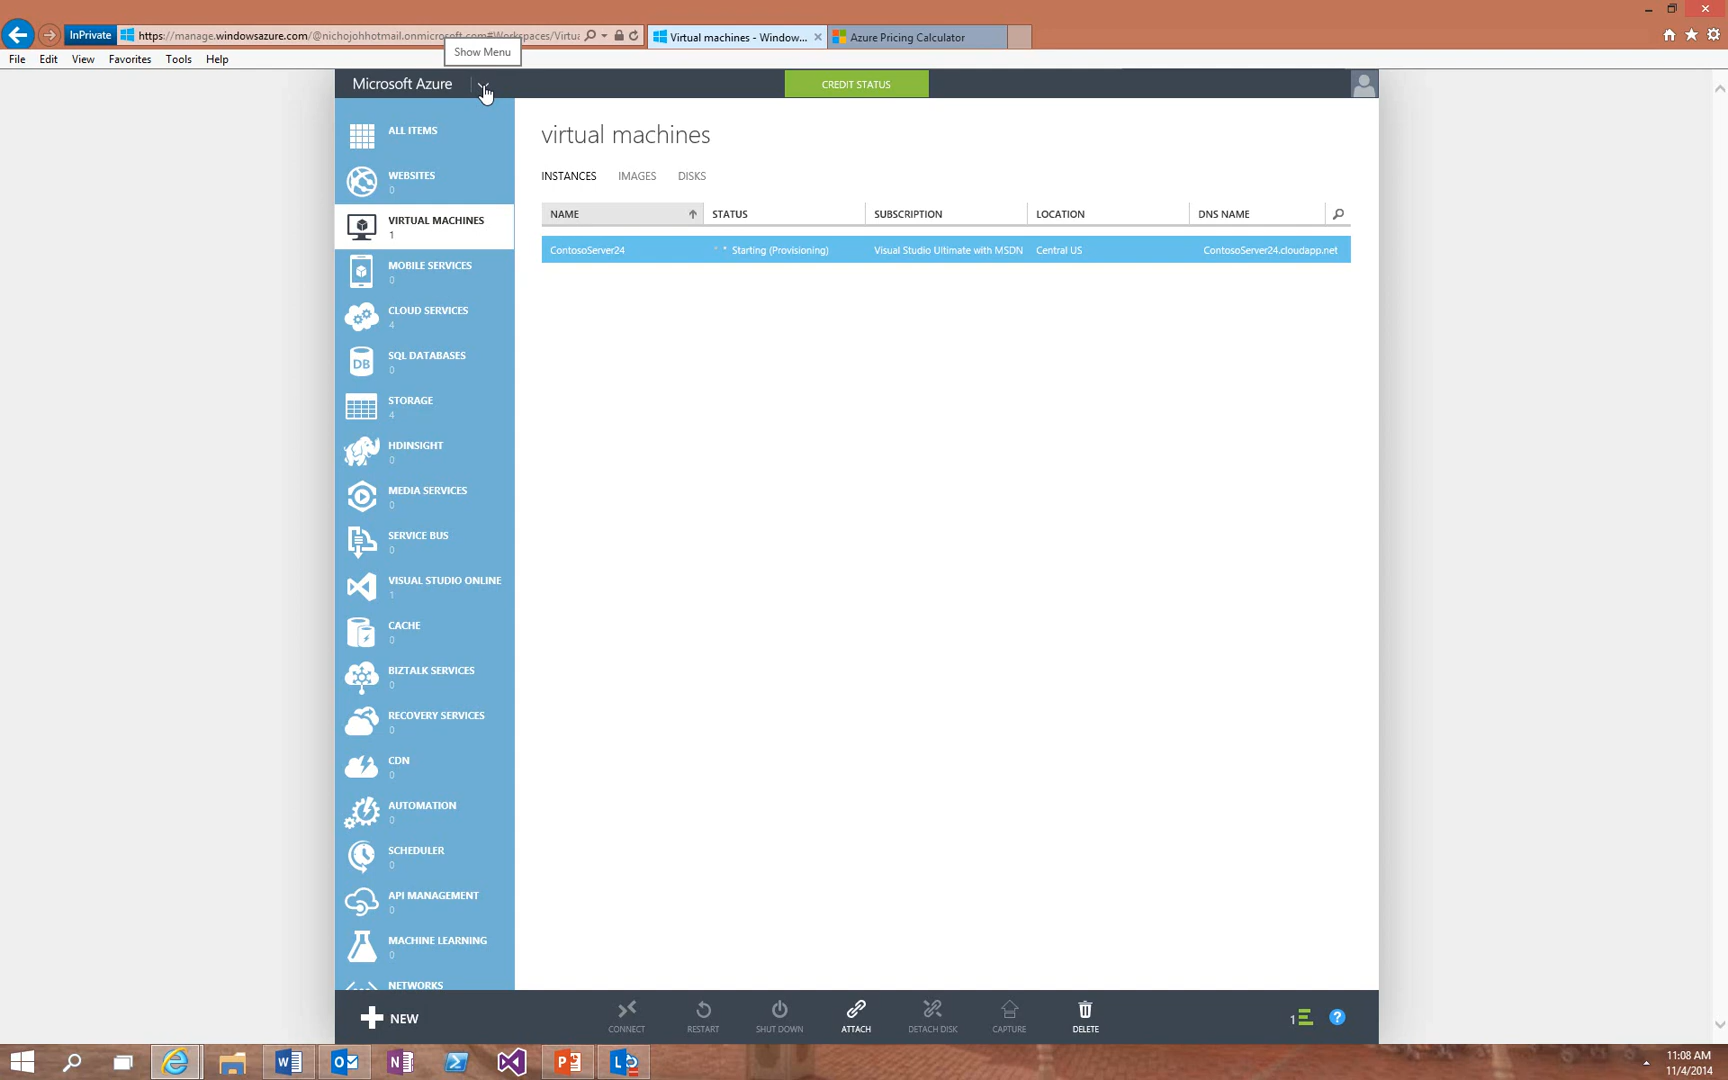 InPrivate
https://manage.windowsazure.com/@nichojohhotmail.onmicrosoft.com#Workspaces/Virtu
Virtual machines - Window...
Azure Pricing Calculator
File Edit View Favorites Tools Help
Show Menu
Microsoft Azure
CREDIT STATUS
ALL ITEMS
WEBSITES
0
VIRTUAL MACHINES
1
MOBILE SERVICES
0
CLOUD SERVICES
4
SQL DATABASES
0
DB
STORAGE
4
HDINSIGHT
0
MEDIA SERVICES
0
SERVICE BUS
0
VISUAL STUDIO ONLINE
1
CACHE
0
BIZTALK SERVICES
0
RECOVERY SERVICES
0
CDN
0
AUTOMATION
0
SCHEDULER
0
API MANAGEMENT
0
MACHINE LEARNING
0
NETWORKS
virtual machines
INSTANCES IMAGES DISKS
NAME STATUS SUBSCRIPTION LOCATION DNS NAME
ContosoServer24 Starting (Provisioning) Visual Studio Ultimate with MSDN Central US ContosoServer24.cloudapp.net
NEW
CONNECT RESTART SHUT DOWN ATTACH DETACH DISK CAPTURE DELETE
1
?
11:08 AM
11/4/2014